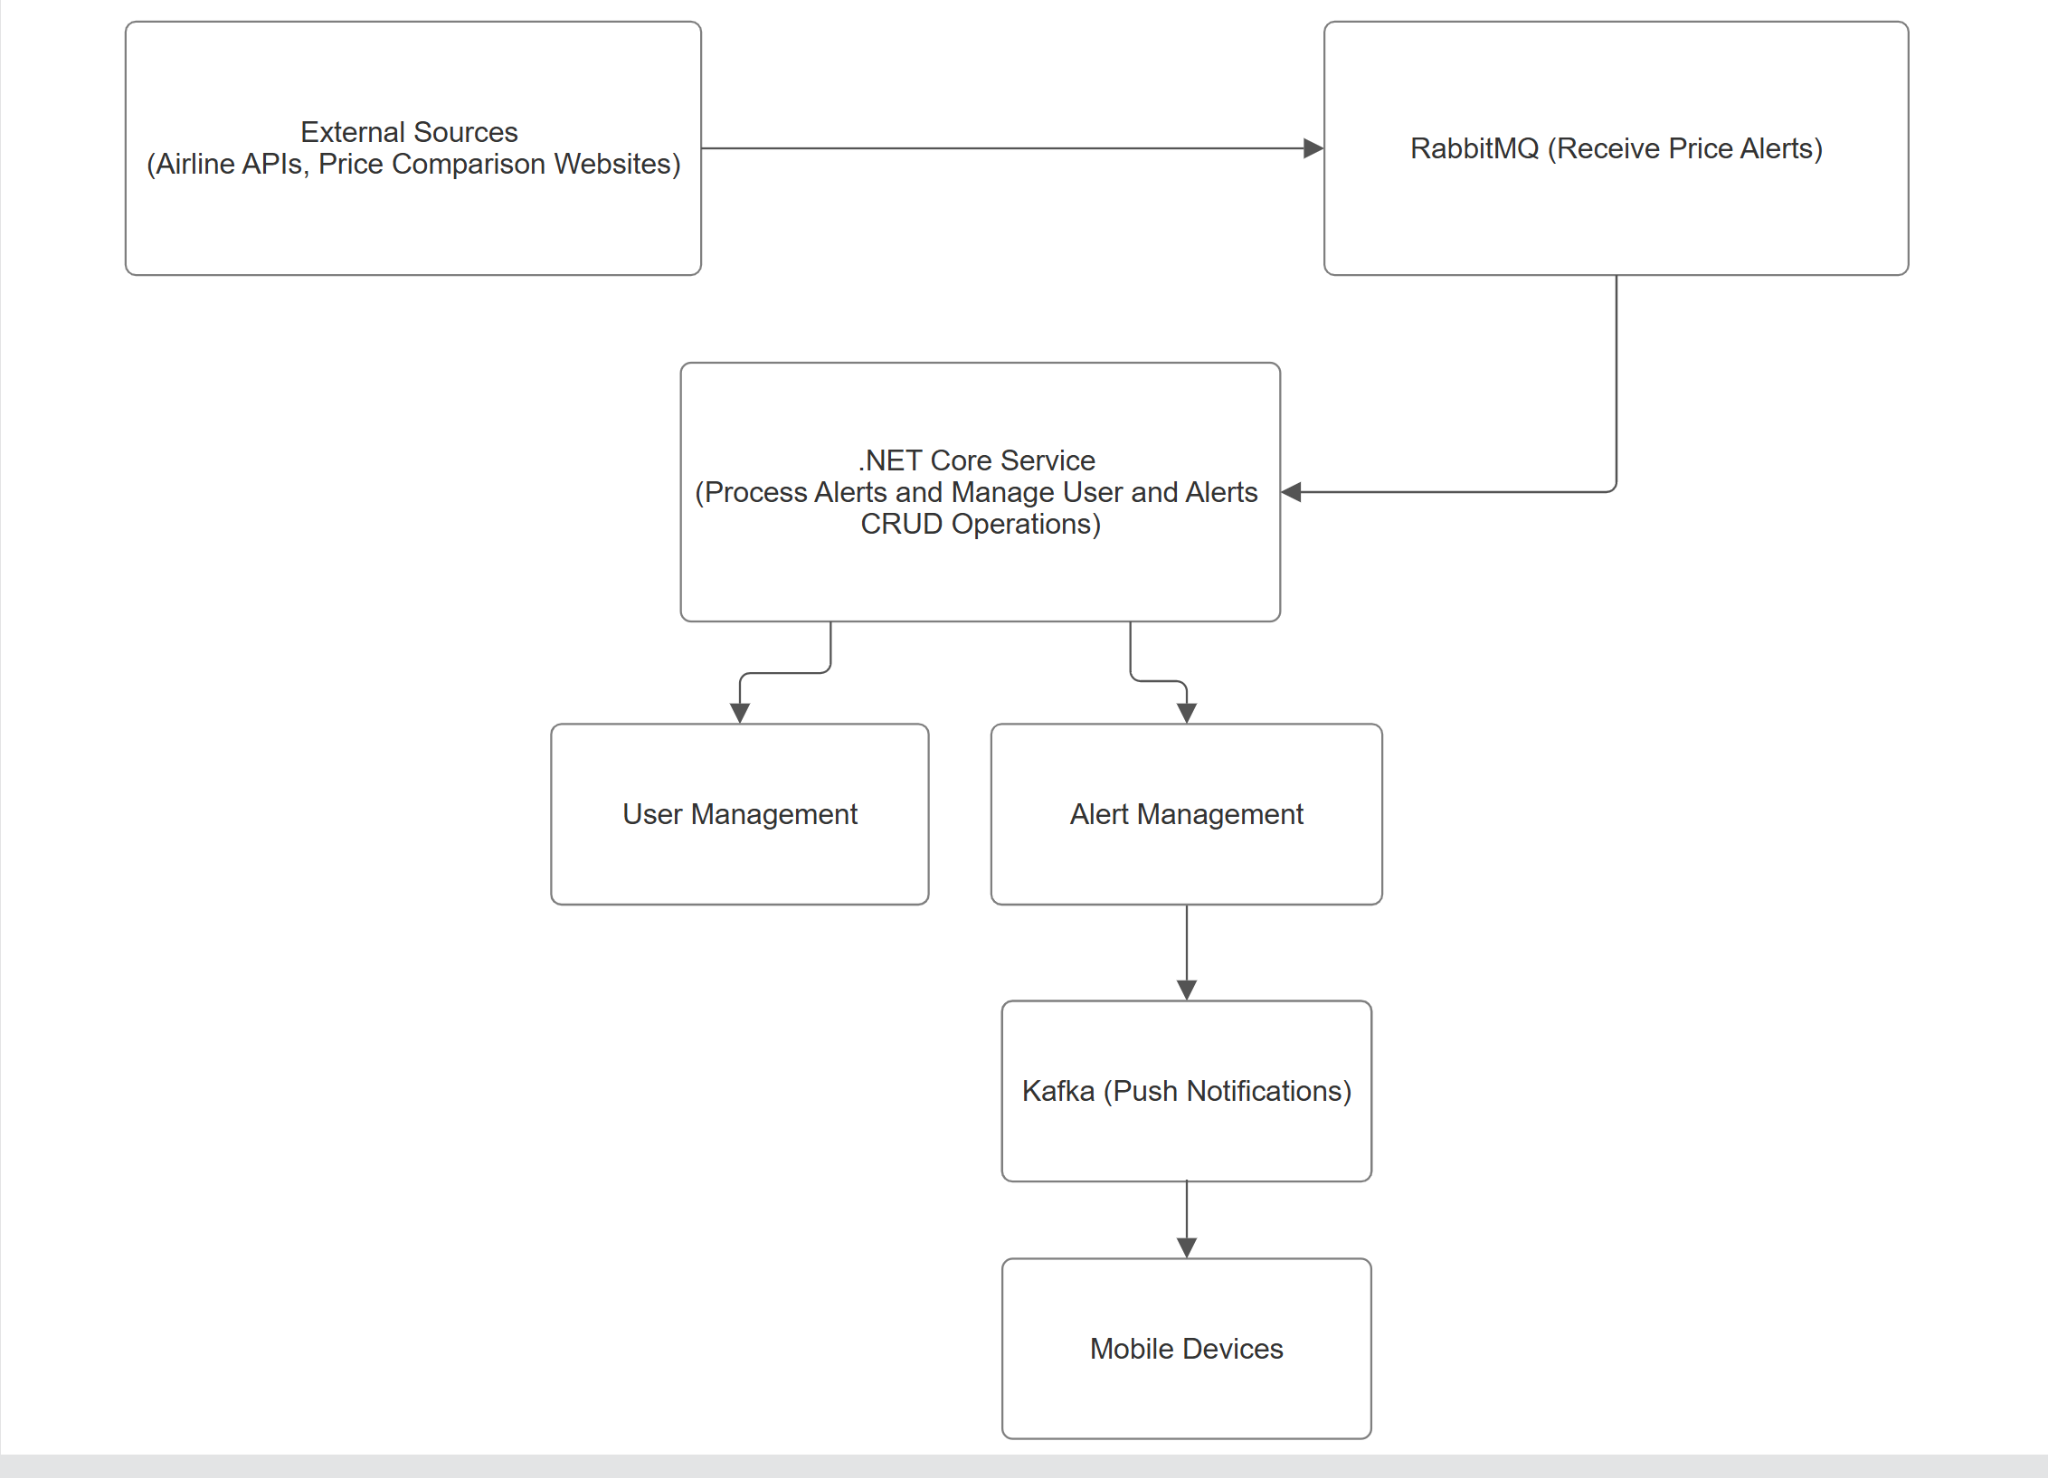 External Sources
(Airline APIs, Price Comparison Websites)
RabbitMQ (Receive Price Alerts)
.NET Core Service
(Process Alerts and Manage User and Alerts
CRUD Operations)
User Management
Alert Management
Kafka (Push Notifications)
Mobile Devices